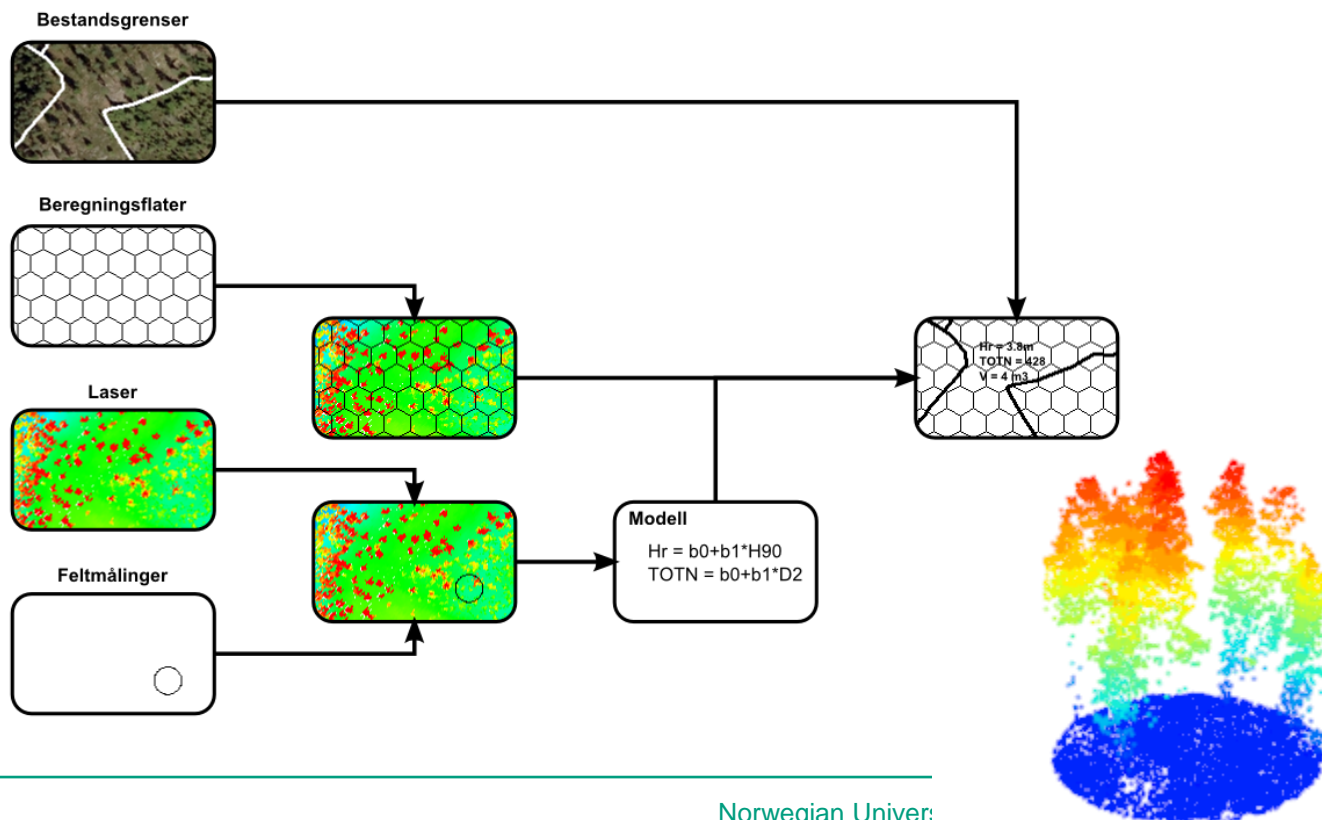 Bestandsgrenser
Beregningsflater
Laser
Feltmålinger
Modell
Hr = b0+b1*H90
TOTN = b0+b1*D2
Hr = 3.8m
TOTN = 428
V = 4 m3
Norwegian